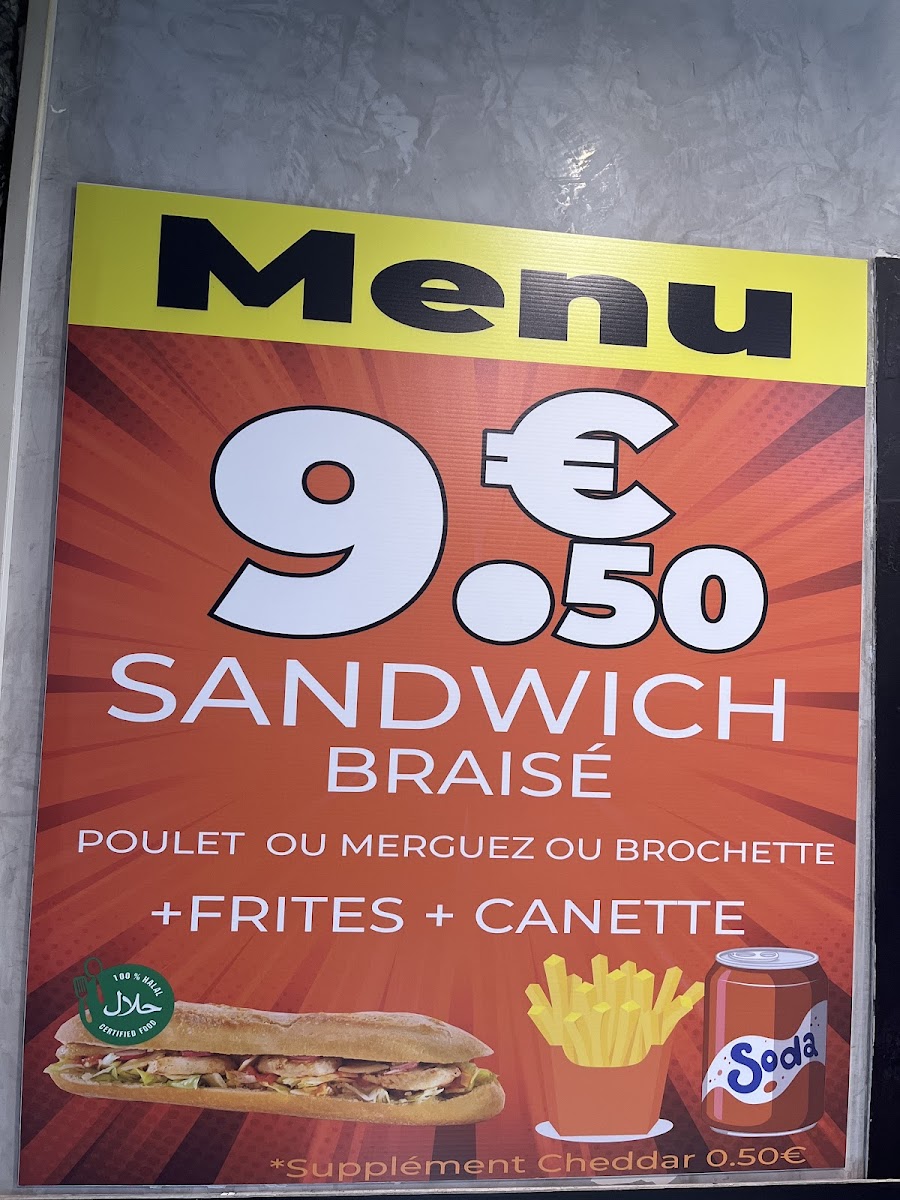 Menu
9.€50
SANDWICH
BRAISÉ
POULET OU MERGUEZ OU BROCHETTE
+FRITES + CANETTE
100 % HALAL
حلال
CERTIFIED FOOD
Soda
*Supplément Cheddar 0.50€